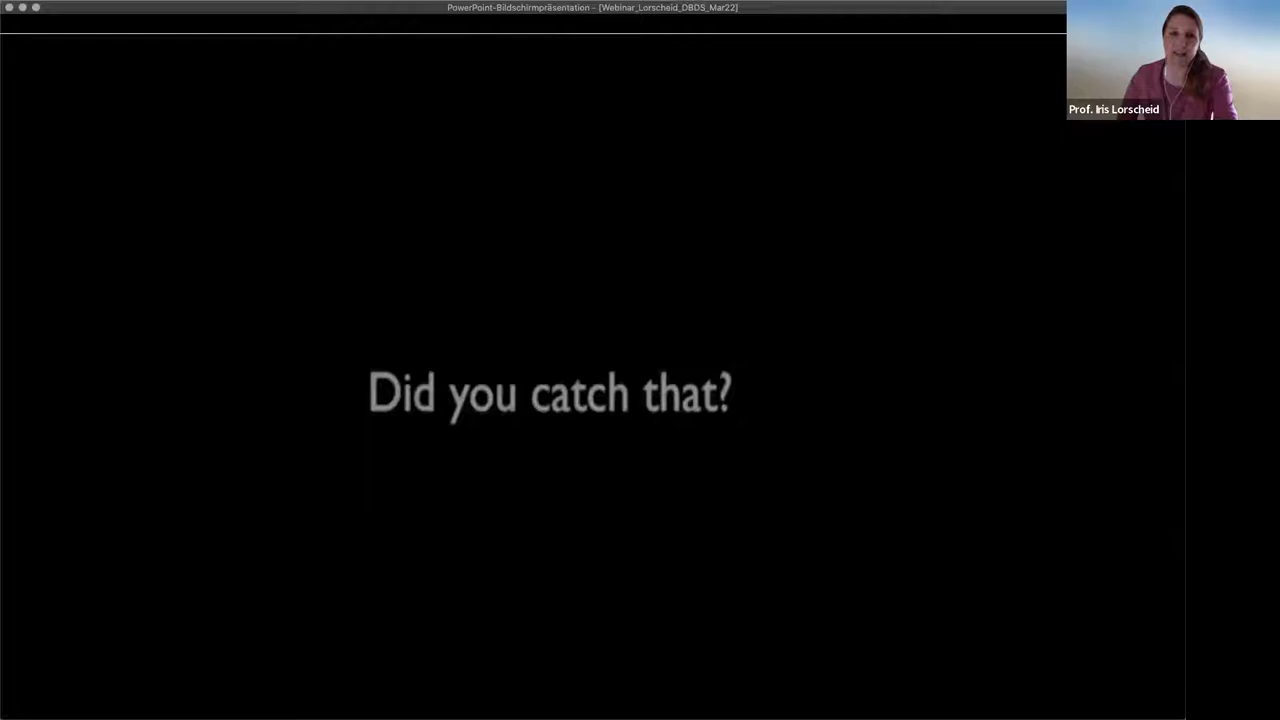 PowerPoint-Bildschirmpräsentation - [Webinar_Lorscheid_DBDS_Mar22]
Prof. Iris Lorscheid
Did you catch that?